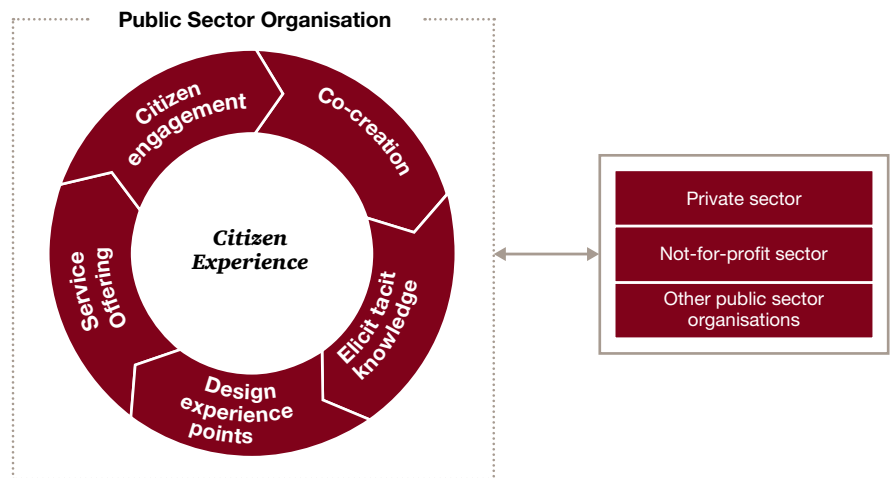 Public Sector Organisation
Citizen
engagement
Co-creation
Elicit tacit
knowledge
Design
experience
points
Service
Offering
Citizen
Experience
Private sector
Not-for-profit sector
Other public sector
organisations